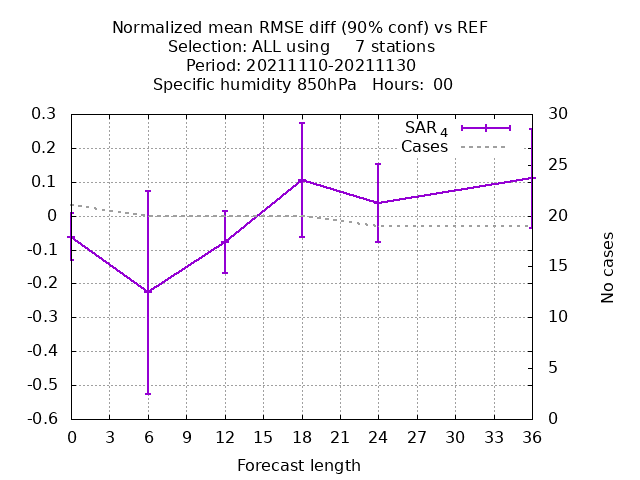 Normalized mean RMSE diff (90% conf) vs REF
Selection: ALL using 7 stations
Period: 20211110-20211130
Specific humidity 850hPa Hours: 00
0.3 30
SAR 4
Cases
0.2
25
0.1
0 20
-0.1
15
-0.2
-0.3 10
-0.4
5
-0.5
-0.6 0
No cases
0 3 6 9 12 15 18 21 24 27 30 33 36
Forecast length